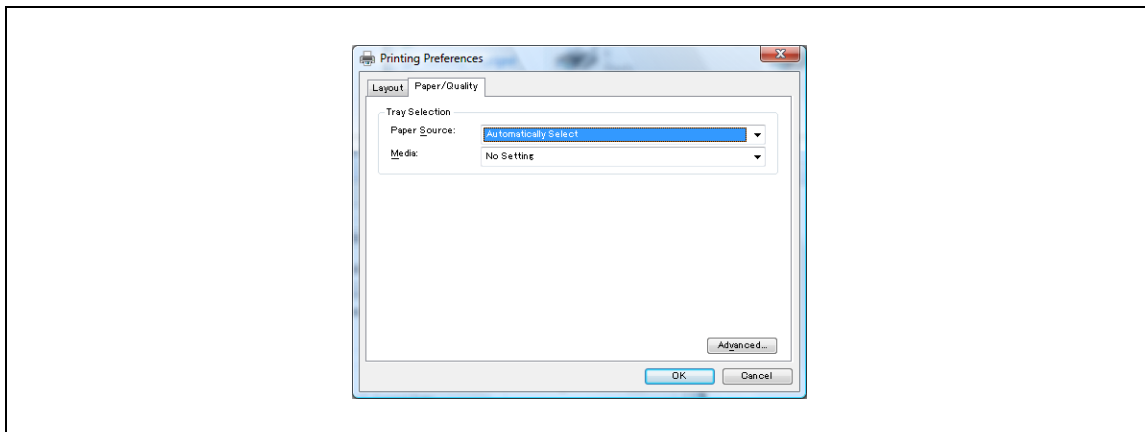 Printing Preferences
Layout Paper/Quality
Tray Selection
Paper Source: Automatically Select
Media: No Setting
Advanced...
OK Cancel